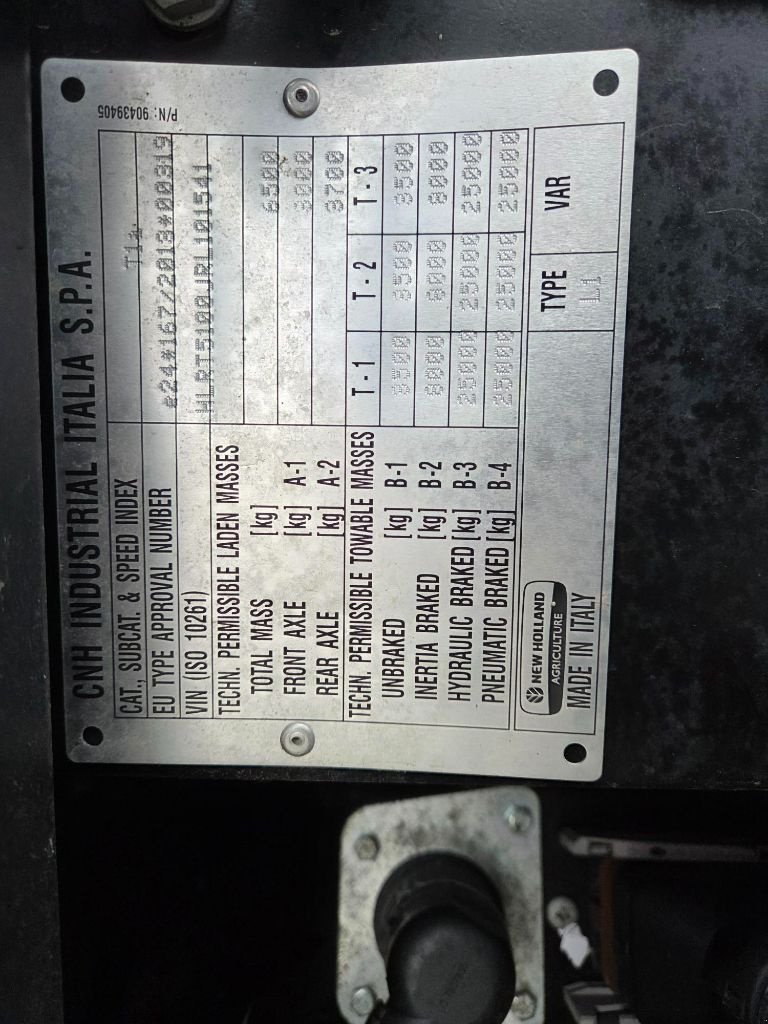 P/N: 90439405
CNH INDUSTRIAL ITALIA S.P.A.
CAT., SUBCAT. & SPEED INDEX T1a
EU TYPE APPROVAL NUMBER e24*167/2013*00319
VIN (ISO 10261) WLRT5100JRL101541
TECHN. PERMISSIBLE LADEN MASSES
TOTAL MASS [kg] 6500
FRONT AXLE [kg] A-1 3000
REAR AXLE [kg] A-2 3700
TECHN. PERMISSIBLE TOWABLE MASSES T-1 T-2 T-3
UNBRAKED [kg] B-1 3500 3500 3500
INERTIA BRAKED [kg] B-2 8000 8000 8000
HYDRAULIC BRAKED [kg] B-3 25000 25000 25000
PNEUMATIC BRAKED [kg] B-4 25000 25000 25000
NEW HOLLAND
AGRICULTURE
TYPE VAR
L1
MADE IN ITALY